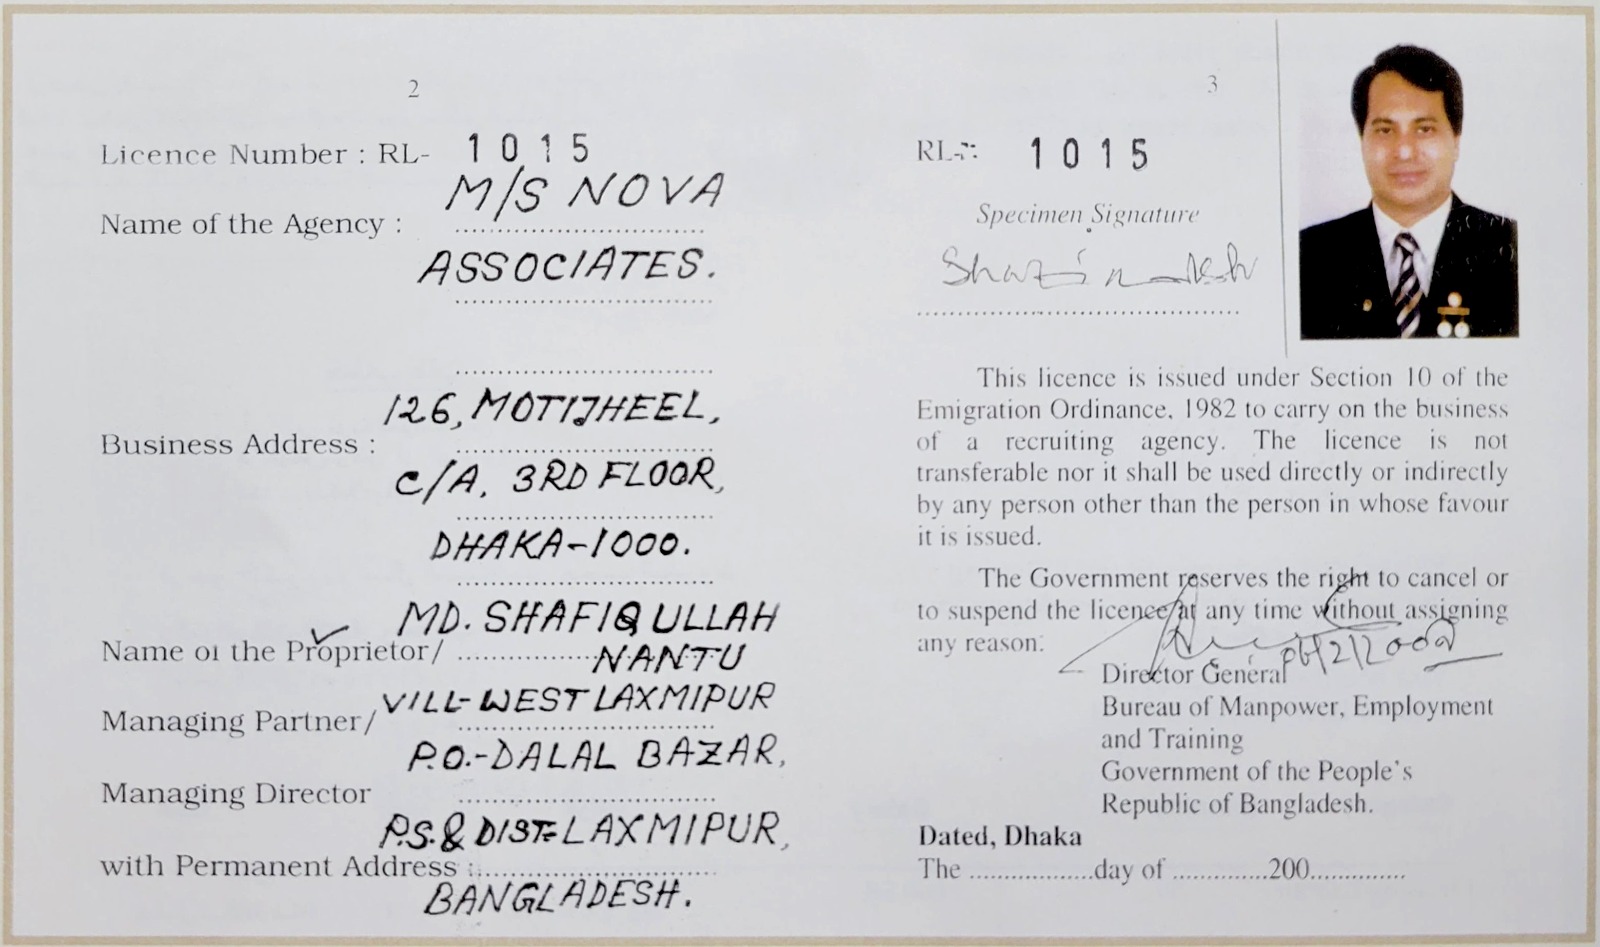 2
Licence Number : RL- 1015
Name of the Agency : M/S NOVA
ASSOCIATES.
Business Address : 126, MOTIJHEEL,
C/A, 3RD FLOOR,
DHAKA-1000.
Name of the Proprietor/ MD. SHAFIQ ULLAH
NANTU
Managing Partner/ VILL- WEST LAXMIPUR
P.O.-DALAL BAZAR,
Managing Director
P.S. & DIST- LAXMIPUR,
with Permanent Address :
BANGLADESH.
3
RL-: 1015
Specimen Signature
This licence is issued under Section 10 of the
Emigration Ordinance, 1982 to carry on the business
of a recruiting agency. The licence is not
transferable nor it shall be used directly or indirectly
by any person other than the person in whose favour
it is issued.
The Government reserves the right to cancel or
to suspend the licence at any time without assigning
any reason.
Director General
Bureau of Manpower, Employment
and Training
Government of the People's
Republic of Bangladesh.
Dated, Dhaka
The ..................day of ..............200..............